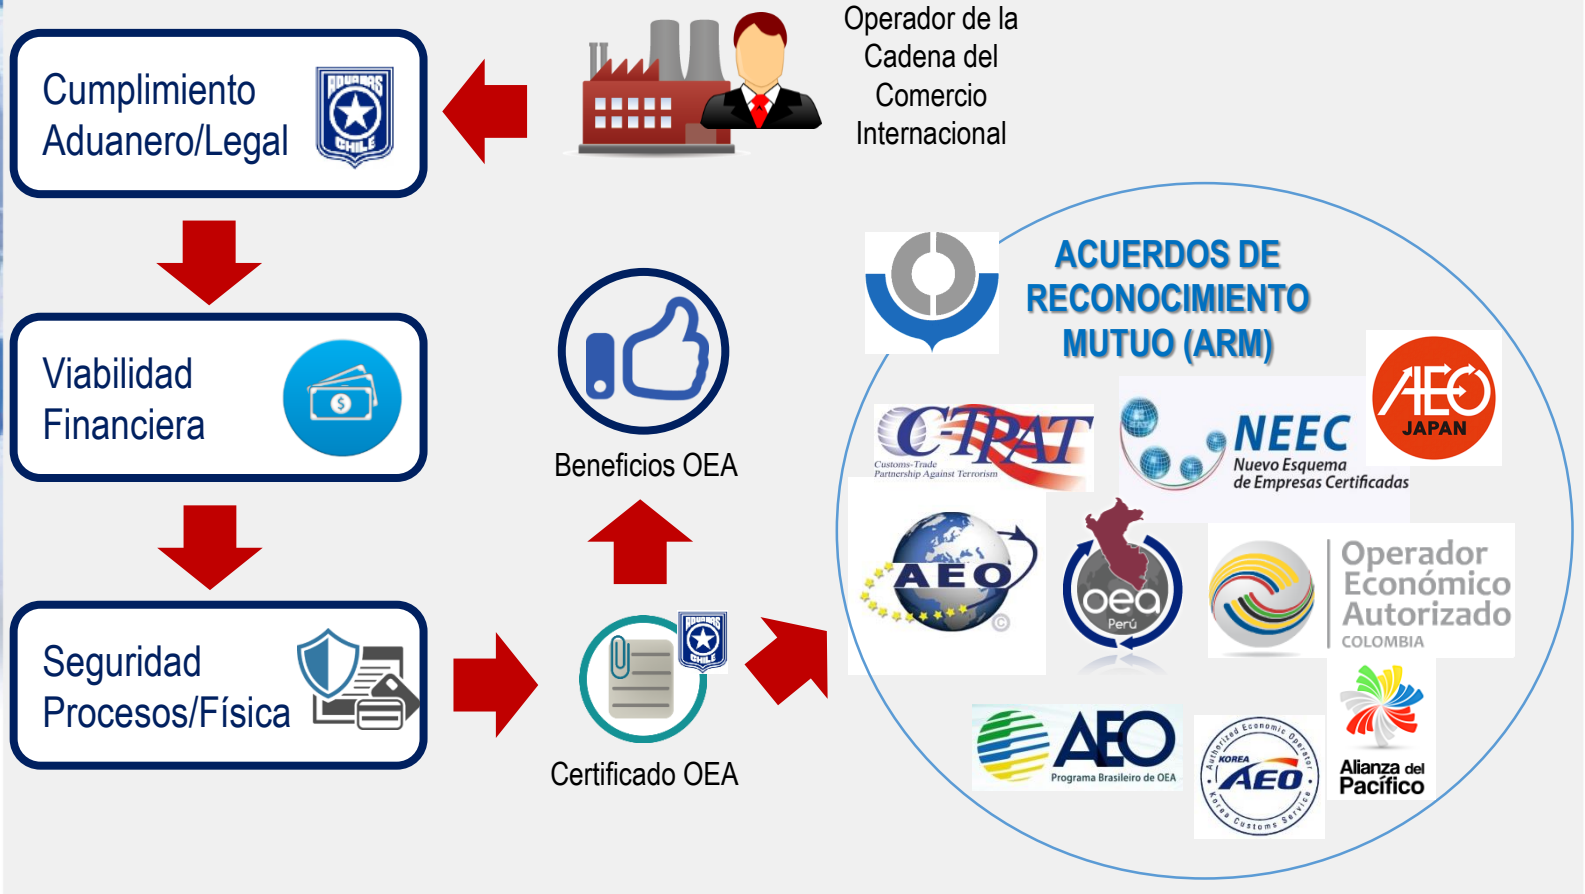 Operador de la
Cadena del
Comercio
Internacional
Cumplimiento
Aduanero/Legal
ADUANAS
CHILE
Viabilidad
Financiera
$
Seguridad
Procesos/Física
Beneficios OEA
ADUANAS
CHILE
Certificado OEA
ACUERDOS DE
RECONOCIMIENTO
MUTUO (ARM)
C-TPAT
Customs-Trade
Partnership Against Terrorism
NEEC
Nuevo Esquema
de Empresas Certificadas
AEO
JAPAN
AEO
©
oea
Perú
Operador
Económico
Autorizado
COLOMBIA
AEO
Programa Brasileiro de OEA
Authorized Economic Operator
KOREA
AEO
Korea Customs Service
Alianza del
Pacífico